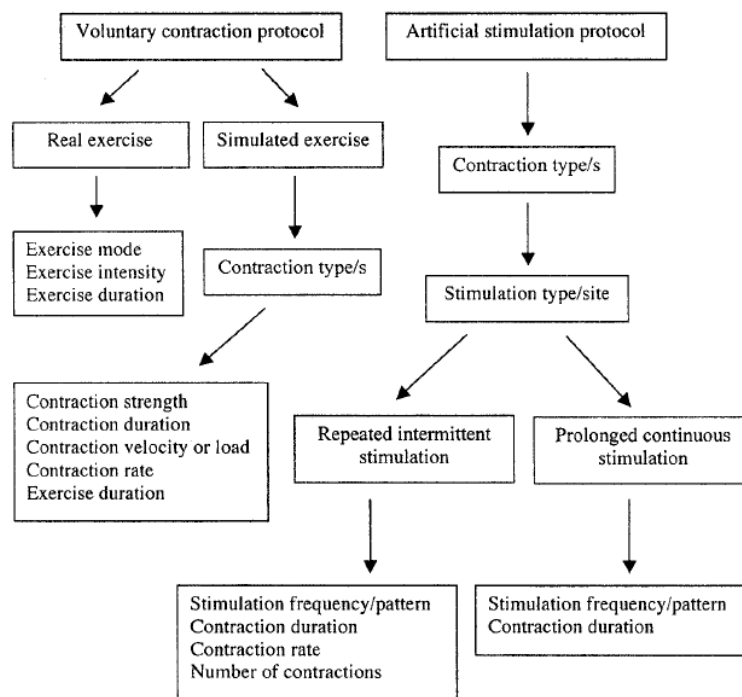 Voluntary contraction protocol
Artificial stimulation protocol
Real exercise
Simulated exercise
Contraction type/s
Exercise mode
Exercise intensity
Exercise duration
Contraction type/s
Stimulation type/site
Contraction strength
Contraction duration
Contraction velocity or load
Contraction rate
Exercise duration
Repeated intermittent
stimulation
Prolonged continuous
stimulation
Stimulation frequency/pattern
Contraction duration
Contraction rate
Number of contractions
Stimulation frequency/pattern
Contraction duration